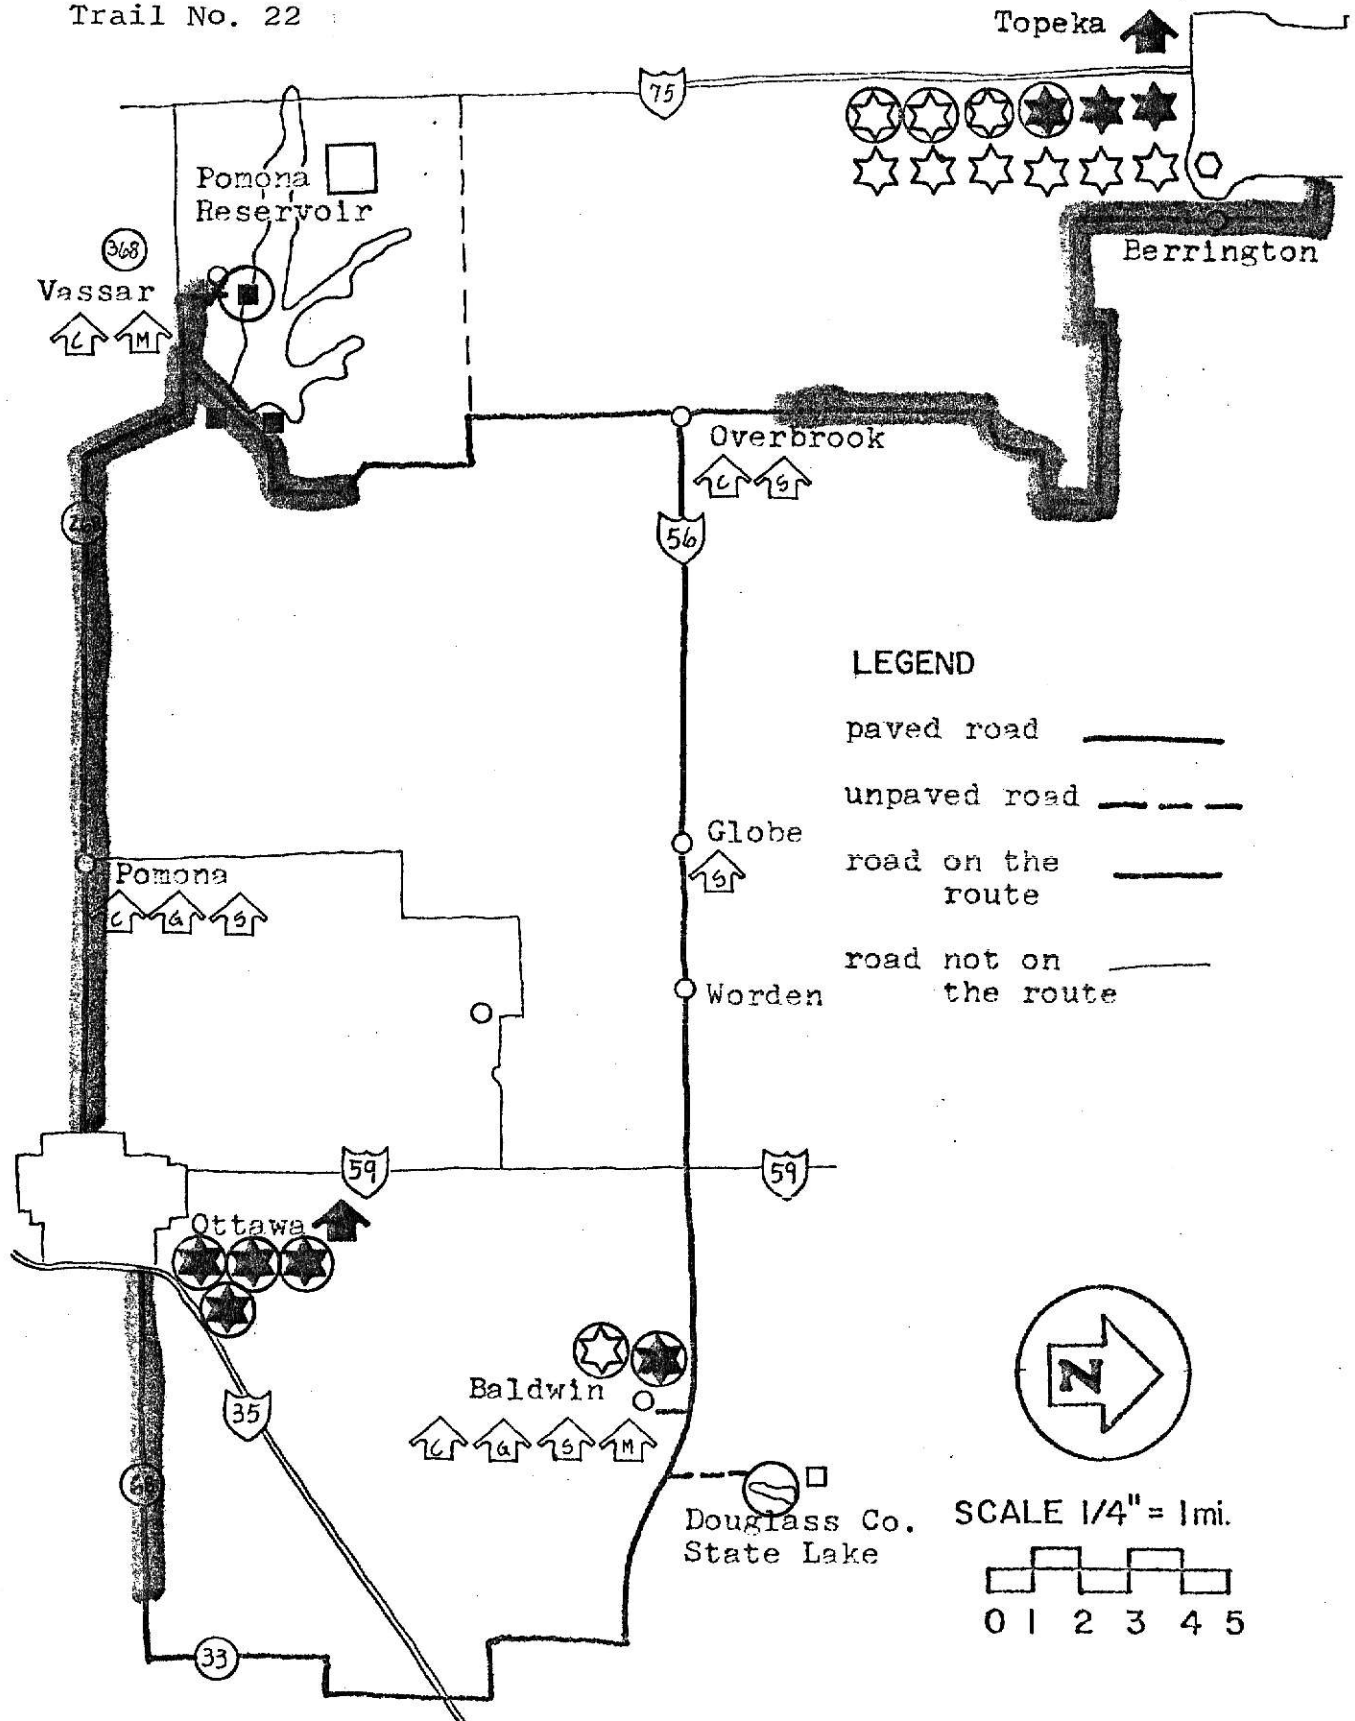 Trail No. 22
Topeka
75
Pomona
Reservoir
368
Vassar
C M
Berrington
Overbrook
C S
56
LEGEND
paved road
unpaved road
road on the
route
road not on
the route
Globe
S
Pomona
C G S
Worden
59
59
Ottawa
Baldwin
C G S M
35
N
Douglass Co.
State Lake
SCALE 1/4" = 1mi.
0 1 2 3 4 5
33